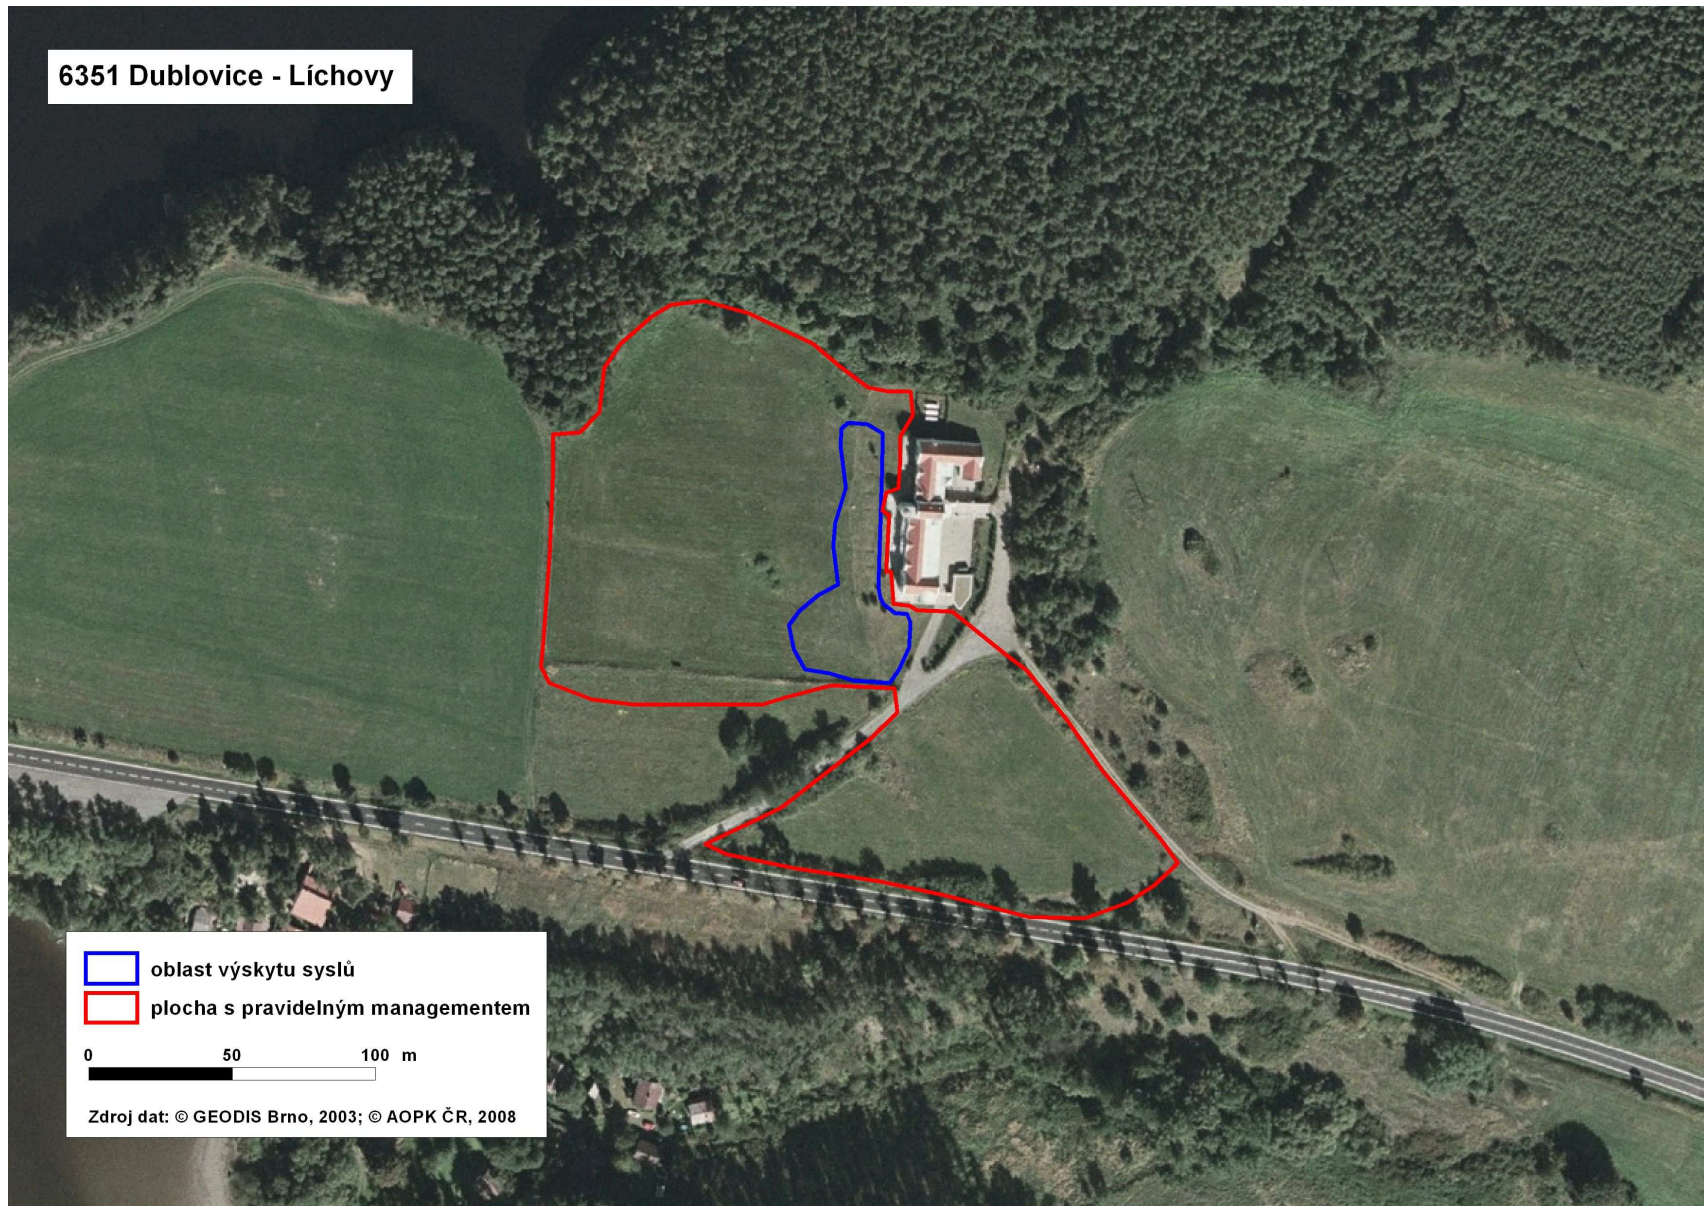 6351 Dublovice - Líchovy
oblast výskytu syslů
plocha s pravidelným managementem
0 50 100 m
Zdroj dat: © GEODIS Brno, 2003; © AOPK ČR, 2008